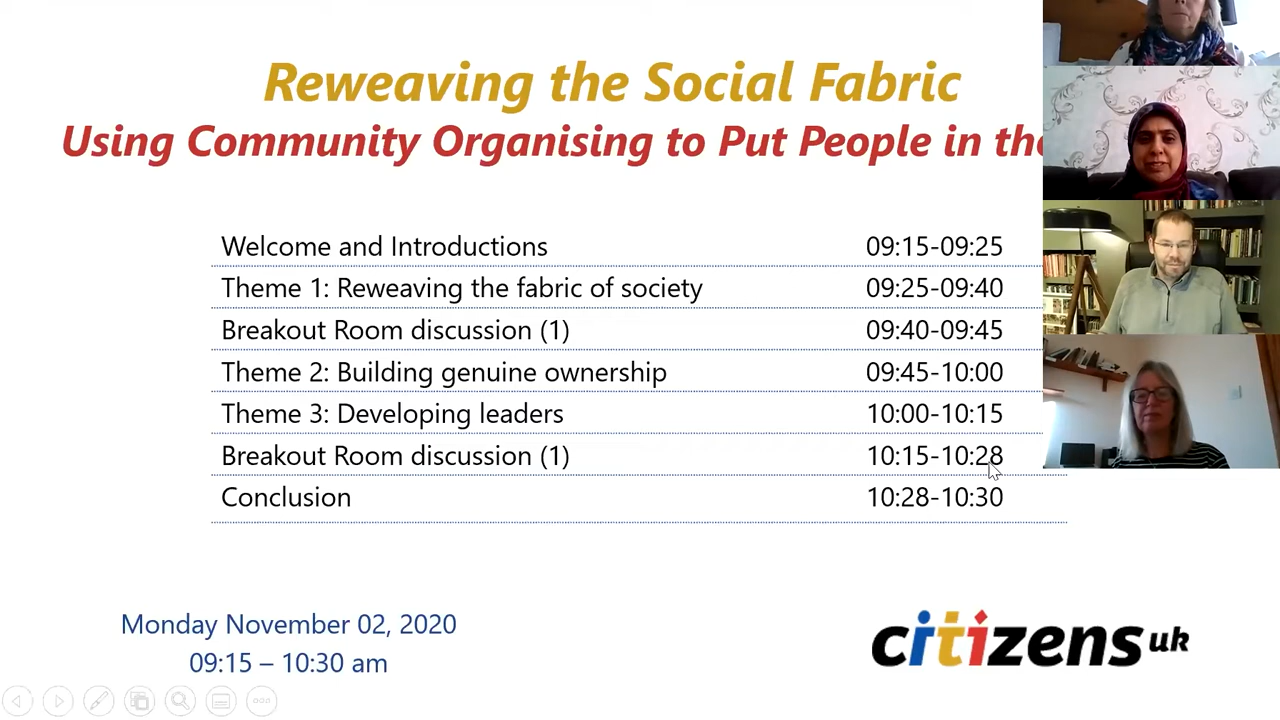 Reweaving the Social Fabric
Using Community Organising to Put People in the
Welcome and Introductions 09:15-09:25
Theme 1: Reweaving the fabric of society 09:25-09:40
Breakout Room discussion (1) 09:40-09:45
Theme 2: Building genuine ownership 09:45-10:00
Theme 3: Developing leaders 10:00-10:15
Breakout Room discussion (1) 10:15-10:28
Conclusion 10:28-10:30
Monday November 02, 2020
09:15 – 10:30 am
citizens uk